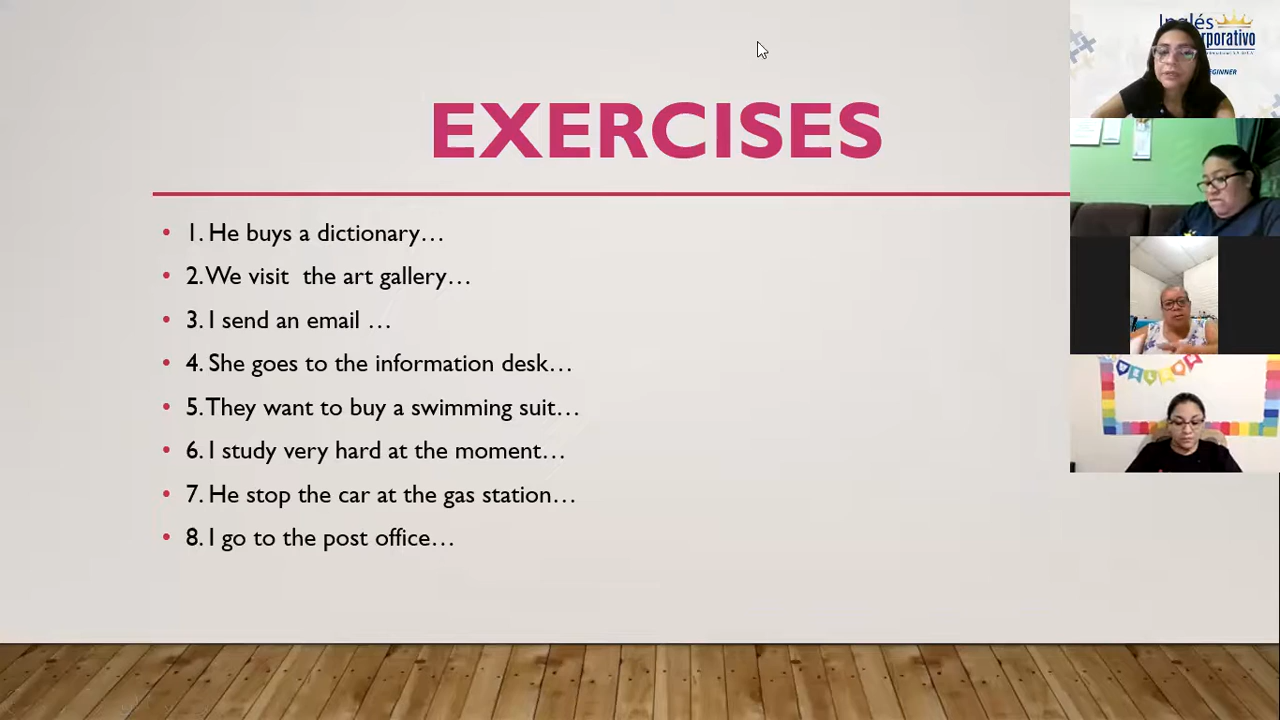 EXERCISES
1. He buys a dictionary…
2. We visit the art gallery…
3. I send an email …
4. She goes to the information desk…
5. They want to buy a swimming suit…
6. I study very hard at the moment…
7. He stop the car at the gas station…
8. I go to the post office…
Inglés